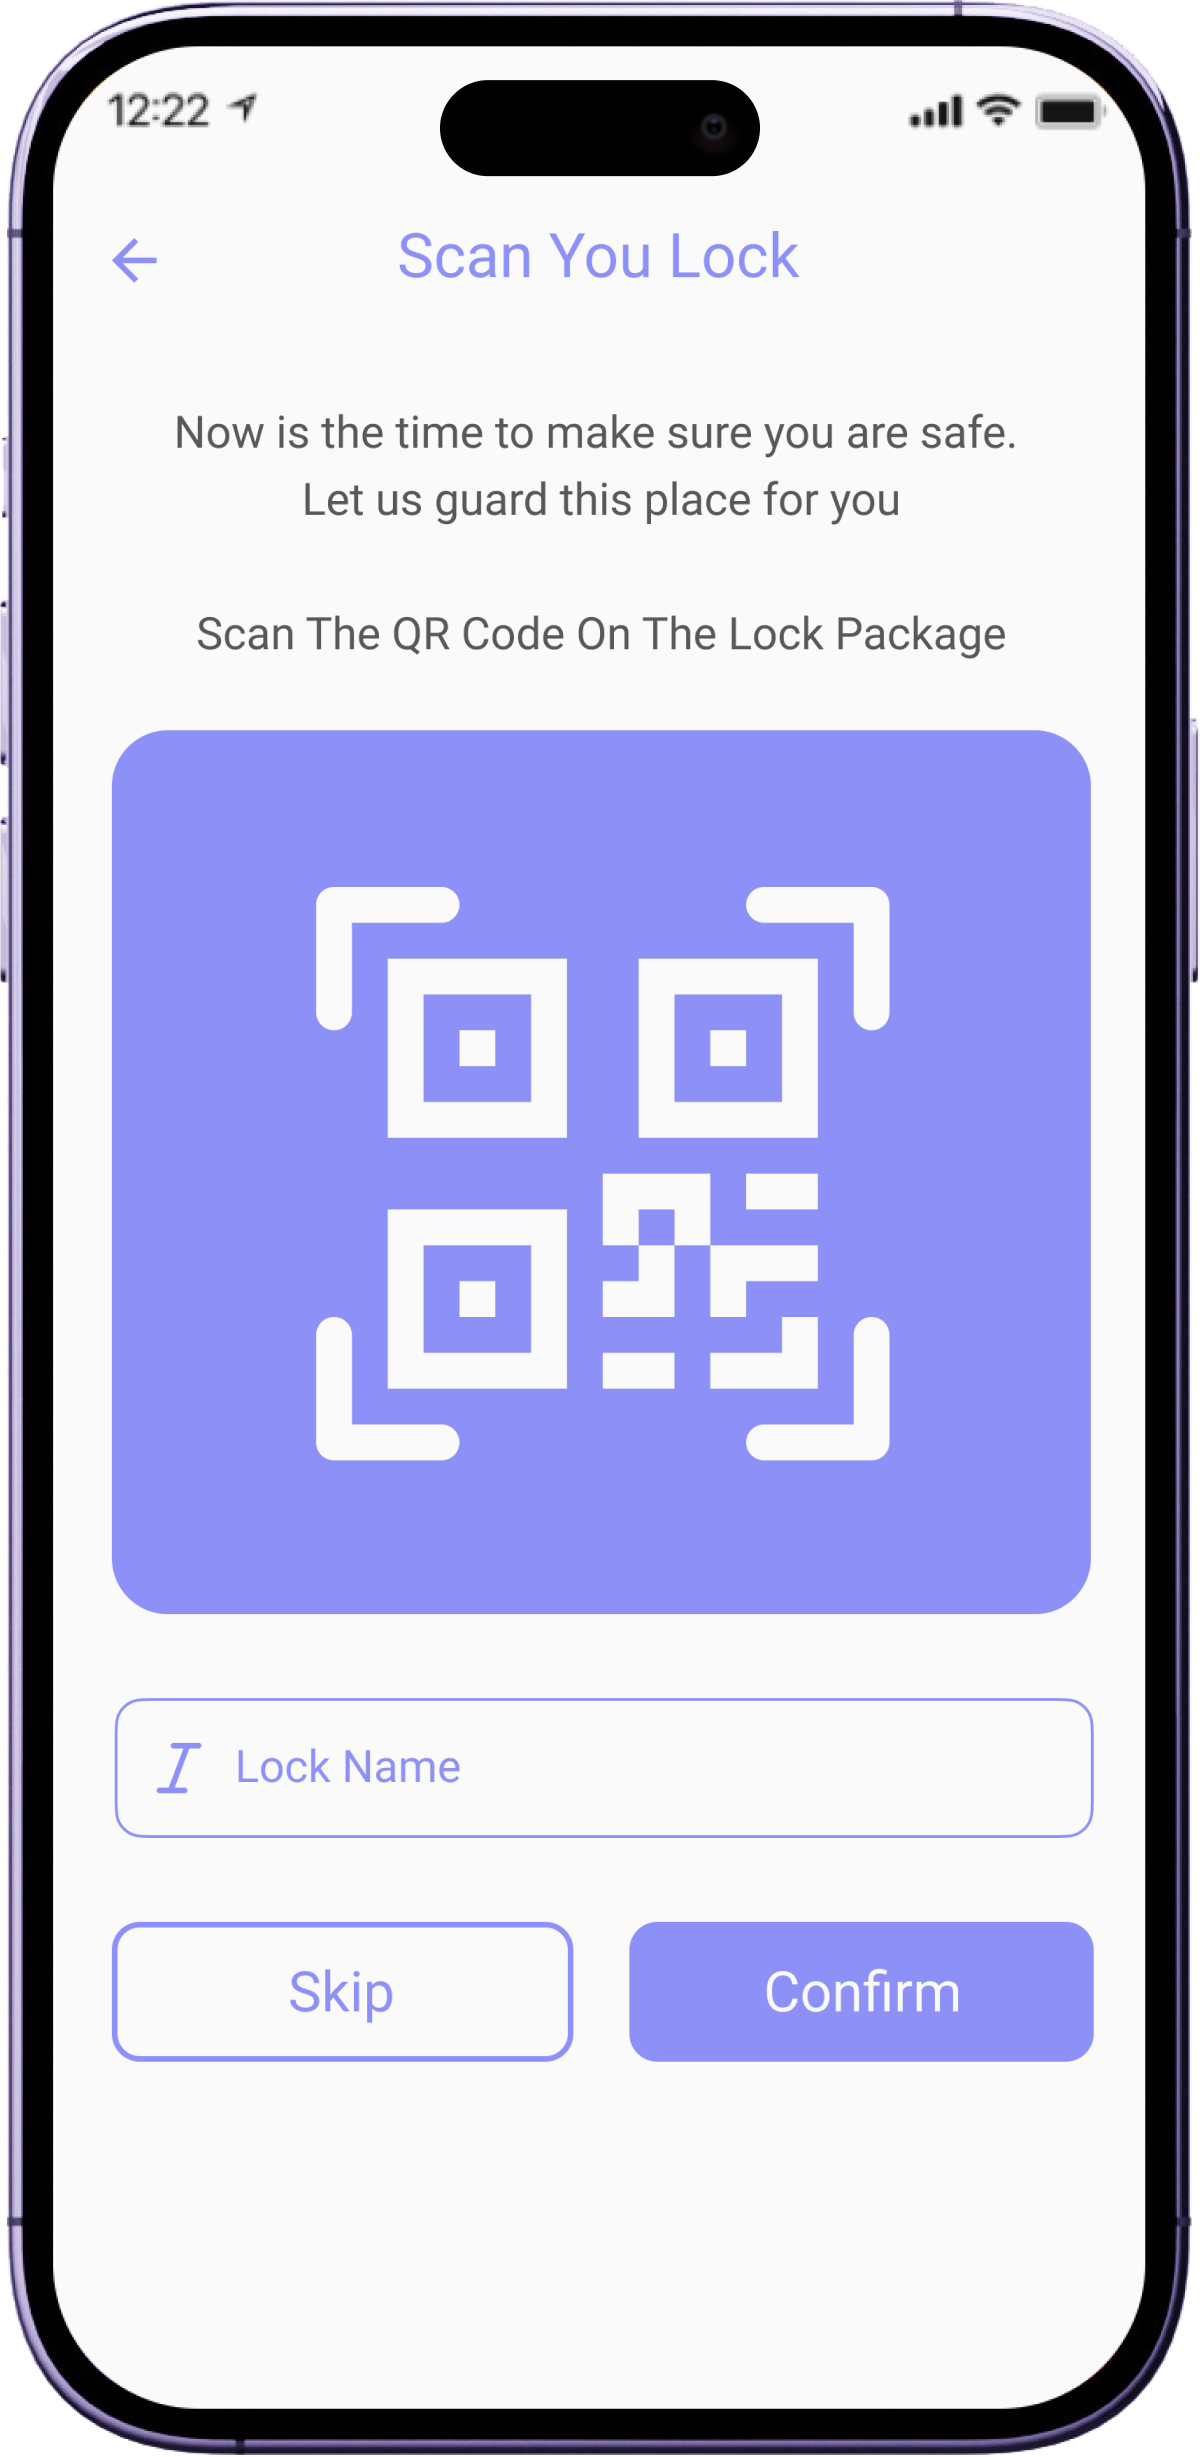 12:22
Scan You Lock
Now is the time to make sure you are safe.
Let us guard this place for you
Scan The QR Code On The Lock Package
Lock Name
Skip
Confirm